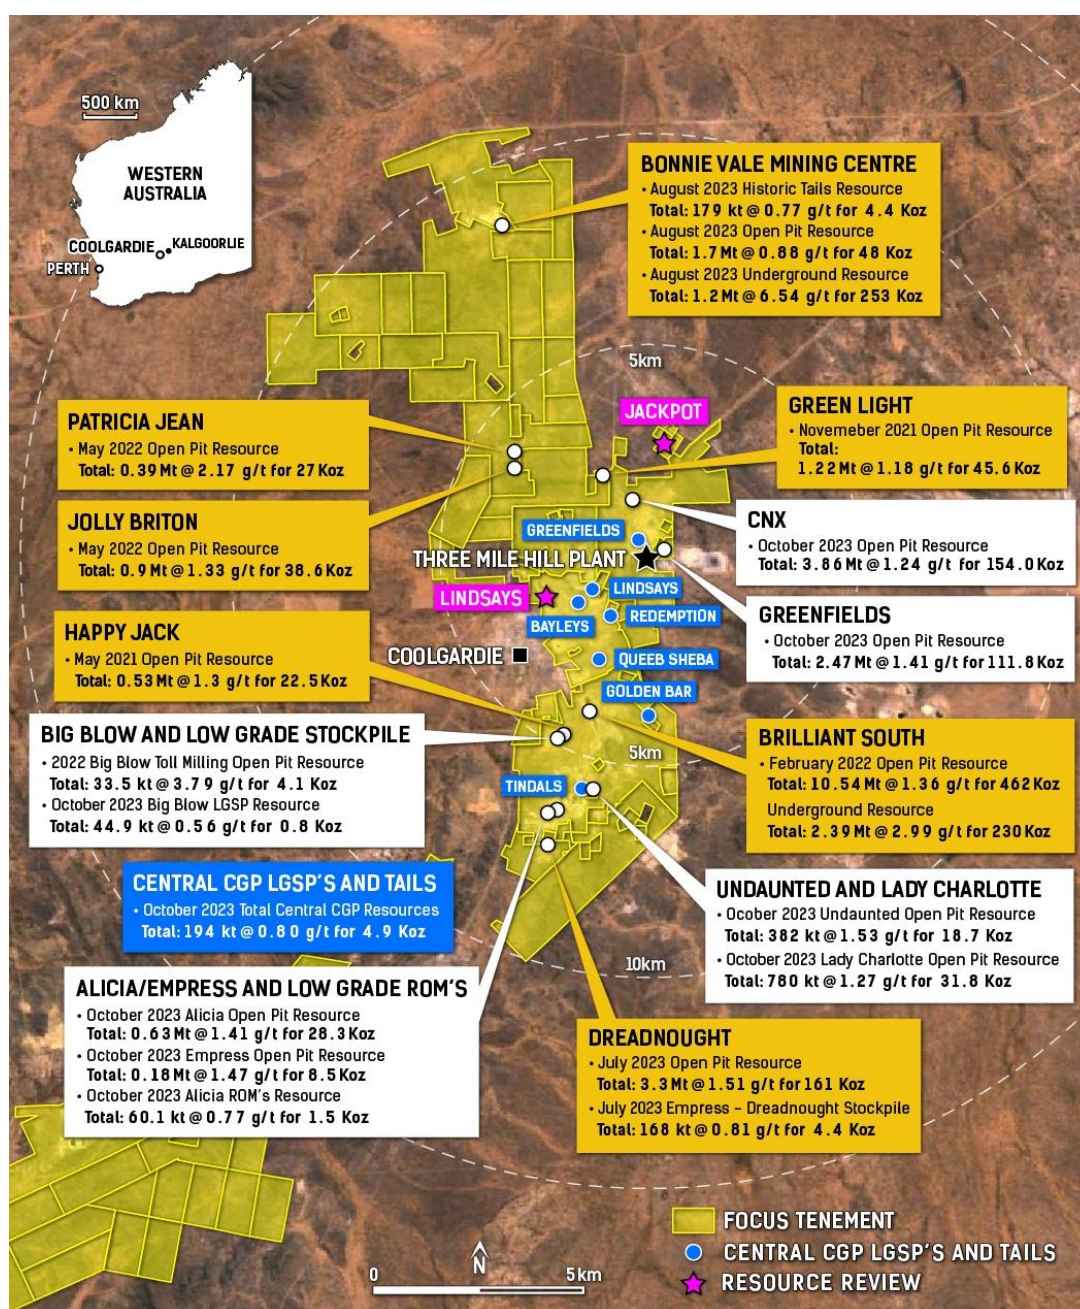 500 km
WESTERN
AUSTRALIA
COOLGARDIE
KALGOORLIE
PERTH
BONNIE VALE MINING CENTRE
• August 2023 Historic Tails Resource
Total: 179 kt @ 0.77 g/t for 4.4 Koz
• August 2023 Open Pit Resource
Total: 1.7 Mt @ 0.88 g/t for 48 Koz
• August 2023 Underground Resource
Total: 1.2 Mt @ 6.54 g/t for 253 Koz
5km
JACKPOT
GREEN LIGHT
• Novemeber 2021 Open Pit Resource
Total:
1.22 Mt @ 1.18 g/t for 45.6 Koz
PATRICIA JEAN
• May 2022 Open Pit Resource
Total: 0.39 Mt @ 2.17 g/t for 27 Koz
JOLLY BRITON
• May 2022 Open Pit Resource
Total: 0.9 Mt @ 1.33 g/t for 38.6 Koz
CNX
• October 2023 Open Pit Resource
Total: 3.86 Mt @ 1.24 g/t for 154.0 Koz
GREENFIELDS
THREE MILE HILL PLANT
LINDSAYS
LINDSAYS
BAYLEYS
REDEMPTION
GREENFIELDS
• October 2023 Open Pit Resource
Total: 2.47 Mt @ 1.41 g/t for 111.8 Koz
HAPPY JACK
• May 2021 Open Pit Resource
Total: 0.53 Mt @ 1.3 g/t for 22.5 Koz
COOLGARDIE
QUEEB SHEBA
GOLDEN BAR
BIG BLOW AND LOW GRADE STOCKPILE
• 2022 Big Blow Toll Milling Open Pit Resource
Total: 33.5 kt @ 3.79 g/t for 4.1 Koz
• October 2023 Big Blow LGSP Resource
Total: 44.9 kt @ 0.56 g/t for 0.8 Koz
5km
TINDALS
BRILLIANT SOUTH
• February 2022 Open Pit Resource
Total: 10.54 Mt @ 1.36 g/t for 462 Koz
Underground Resource
Total: 2.39 Mt @ 2.99 g/t for 230 Koz
CENTRAL CGP LGSP'S AND TAILS
• October 2023 Total Central CGP Resources
Total: 194 kt @ 0.80 g/t for 4.9 Koz
UNDAUNTED AND LADY CHARLOTTE
• Ocober 2023 Undaunted Open Pit Resource
Total: 382 kt @ 1.53 g/t for 18.7 Koz
• October 2023 Lady Charlotte Open Pit Resource
Total: 780 kt @ 1.27 g/t for 31.8 Koz
10km
ALICIA/EMPRESS AND LOW GRADE ROM'S
• October 2023 Alicia Open Pit Resource
Total: 0.63 Mt @ 1.41 g/t for 28.3 Koz
• October 2023 Empress Open Pit Resource
Total: 0.18 Mt @ 1.47 g/t for 8.5 Koz
• October 2023 Alicia ROM's Resource
Total: 60.1 kt @ 0.77 g/t for 1.5 Koz
DREADNOUGHT
• July 2023 Open Pit Resource
Total: 3.3 Mt @ 1.51 g/t for 161 Koz
• July 2023 Empress - Dreadnought Stockpile
Total: 168 kt @ 0.81 g/t for 4.4 Koz
FOCUS TENEMENT
CENTRAL CGP LGSP'S AND TAILS
RESOURCE REVIEW
N
0
5km